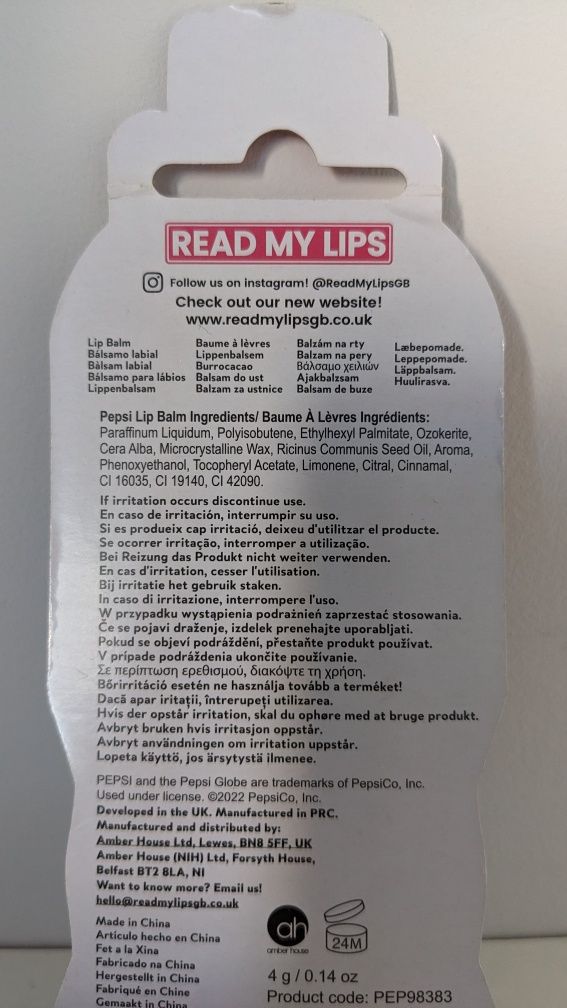 READ MY LIPS
Follow us on instagram! @ReadMyLipsGB
Check out our new website!
www.readmylipsgb.co.uk
Lip Balm
Bálsamo labial
Bàlsam labial
Bálsamo para lábios
Lippenbalsem
Baume à lèvres
Lippenbalsem
Burrocacao
Balsam do ust
Balzam za ustnice
Balzám na rty
Balzam na pery
Βάλσαμο χειλιών
Ajakbalzsam
Balsam de buze
Læbepomade.
Leppepomade.
Läppbalsam.
Huulirasva.
Pepsi Lip Balm Ingredients/ Baume À Lèvres Ingrédients:
Paraffinum Liquidum, Polyisobutene, Ethylhexyl Palmitate, Ozokerite,
Cera Alba, Microcrystalline Wax, Ricinus Communis Seed Oil, Aroma,
Phenoxyethanol, Tocopheryl Acetate, Limonene, Citral, Cinnamal,
CI 16035, CI 19140, CI 42090.
If irritation occurs discontinue use.
En caso de irritación, interrumpir su uso.
Si es produeix cap irritació, deixeu d'utilitzar el producte.
Se ocorrer irritação, interromper a utilização.
Bei Reizung das Produkt nicht weiter verwenden.
En cas d'irritation, cesser l'utilisation.
Bij irritatie het gebruik staken.
In caso di irritazione, interrompere l'uso.
W przypadku wystąpienia podrażnień zaprzestać stosowania.
Če se pojavi draženje, izdelek prenehajte uporabljati.
Pokud se objeví podráždění, přestaňte produkt používat.
V prípade podráždenia ukončite používanie.
Σε περίπτωση ερεθισμού, διακόψτε τη χρήση.
Bőrirritáció esetén ne használja tovább a terméket!
Dacă apar iritații, întrerupeți utilizarea.
Hvis der opstår irritation, skal du ophøre med at bruge produkt.
Avbryt bruken hvis irritasjon oppstår.
Avbryt användningen om irritation uppstår.
Lopeta käyttö, jos ärsytystä ilmenee.
PEPSI and the Pepsi Globe are trademarks of PepsiCo, Inc.
Used under license. ©2022 PepsiCo, Inc.
Developed in the UK. Manufactured in PRC.
Manufactured and distributed by:
Amber House Ltd, Lewes, BN8 5FF, UK
Amber House (NIH) Ltd, Forsyth House,
Belfast BT2 8LA, NI
Want to know more? Email us!
hello@readmylipsgb.co.uk
Made in China
Artículo hecho en China
Fet a la Xina
Fabricado na China
Hergestellt in China
Fabriqué en Chine
Gemaakt in China
ah
amber house
24M
4 g / 0.14 oz
Product code: PEP98383